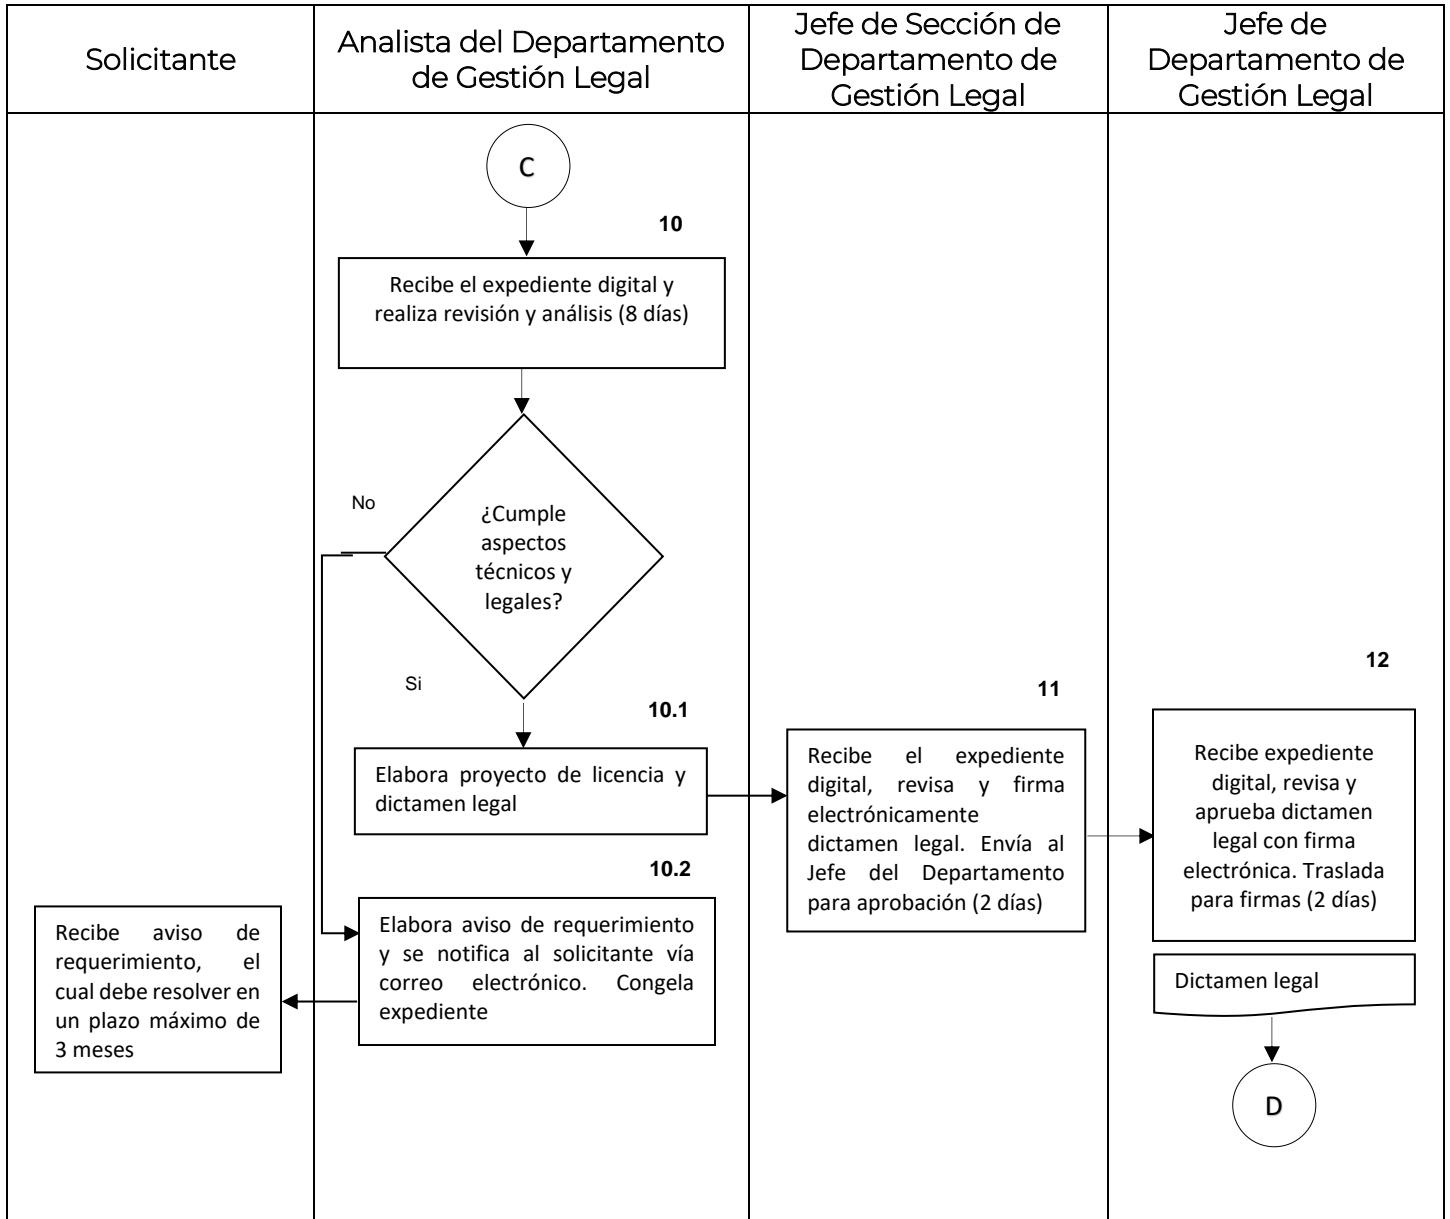 Solicitante
Analista del Departamento
de Gestión Legal
Jefe de Sección de
Departamento de
Gestión Legal
Jefe de
Departamento de
Gestión Legal
C
10
Recibe el expediente digital y
realiza revisión y análisis (8 días)
No
¿Cumple
aspectos
técnicos y
legales?
Si
10.1
Elabora proyecto de licencia y
dictamen legal
11
Recibe el expediente
digital, revisa y firma
electrónicamente
dictamen legal. Envía al
Jefe del Departamento
para aprobación (2 días)
12
Recibe expediente
digital, revisa y
aprueba dictamen
legal con firma
electrónica. Traslada
para firmas (2 días)
Dictamen legal
D
10.2
Elabora aviso de requerimiento
y se notifica al solicitante vía
correo electrónico. Congela
expediente
Recibe aviso de
requerimiento, el
cual debe resolver en
un plazo máximo de
3 meses